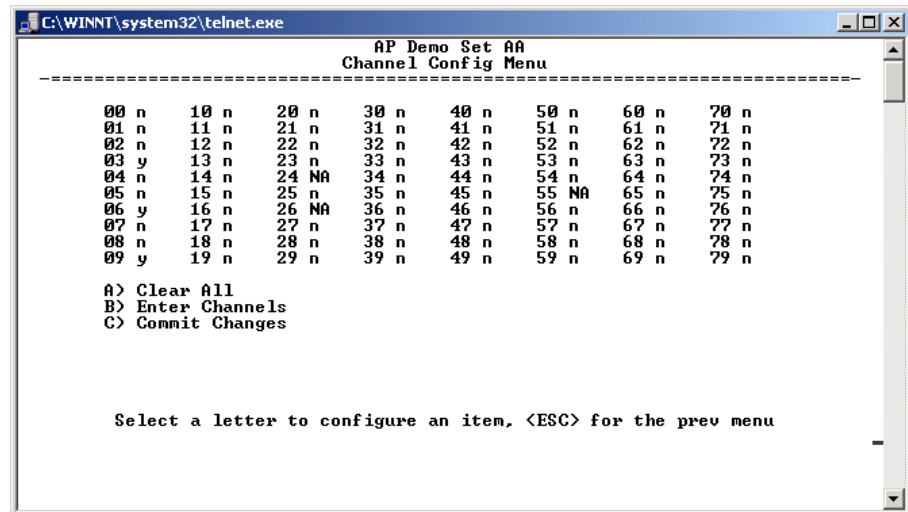 C:\WINNT\system32\telnet.exe
AP Demo Set AA
Channel Config Menu
-==========================================================================-
00 n 10 n 20 n 30 n 40 n 50 n 60 n 70 n
01 n 11 n 21 n 31 n 41 n 51 n 61 n 71 n
02 n 12 n 22 n 32 n 42 n 52 n 62 n 72 n
03 y 13 n 23 n 33 n 43 n 53 n 63 n 73 n
04 n 14 n 24 NA 34 n 44 n 54 n 64 n 74 n
05 n 15 n 25 n 35 n 45 n 55 NA 65 n 75 n
06 y 16 n 26 NA 36 n 46 n 56 n 66 n 76 n
07 n 17 n 27 n 37 n 47 n 57 n 67 n 77 n
08 n 18 n 28 n 38 n 48 n 58 n 68 n 78 n
09 y 19 n 29 n 39 n 49 n 59 n 69 n 79 n
A) Clear All
B) Enter Channels
C) Commit Changes
Select a letter to configure an item, <ESC> for the prev menu